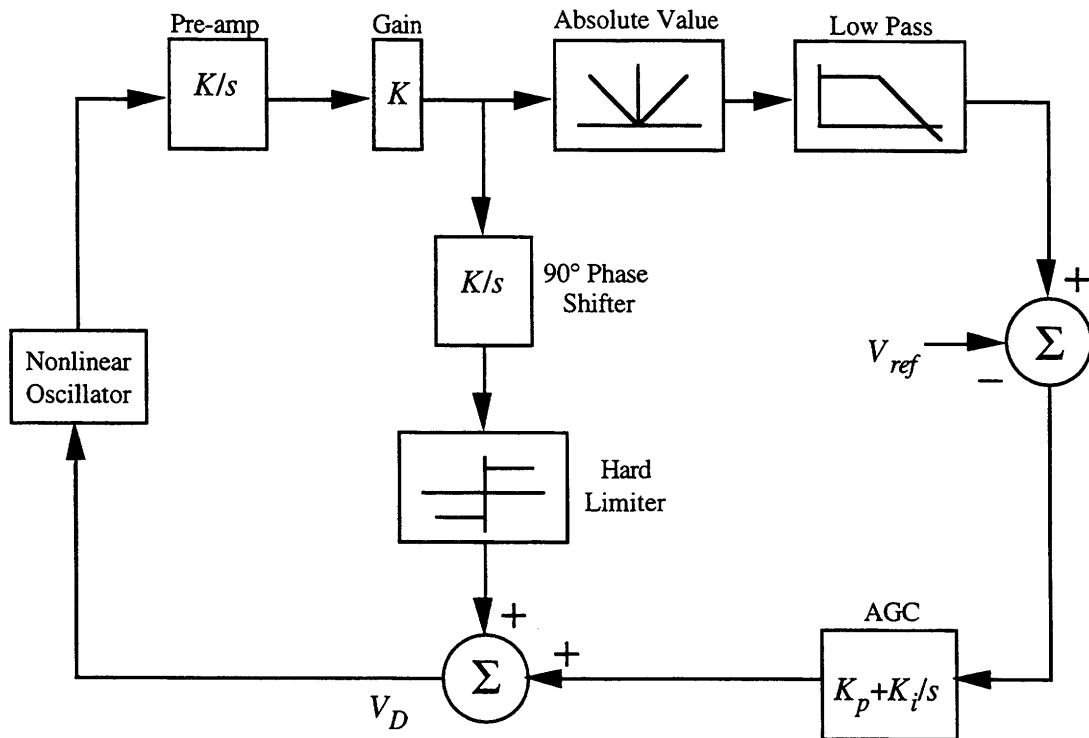 Pre-amp
Gain
Absolute Value
Low Pass
K/s
K
K/s
90° Phase
Shifter
+
Σ
V_ref
−
Nonlinear
Oscillator
Hard
Limiter
+
+
Σ
V_D
AGC
K_p+K_i/s